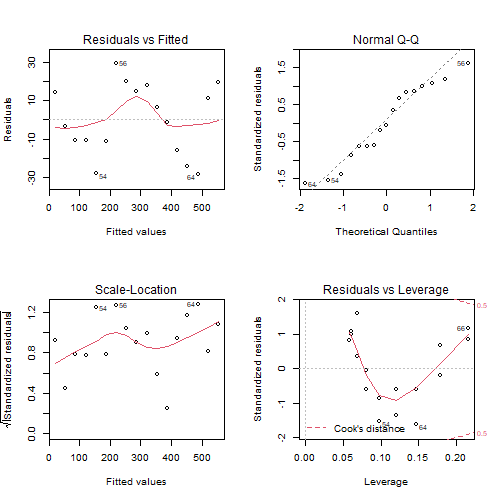 Residuals vs Fitted
Residuals
30
10
-10
-30
56
54
64
0 100 200 300 400 500
Fitted values
Normal Q-Q
Standardized residuals
1.5
0.5
-0.5
-1.5
56
64
54
-2 -1 0 1 2
Theoretical Quantiles
Scale-Location
√|Standardized residuals|
1.2
0.8
0.4
0.0
54
56
64
0 100 200 300 400 500
Fitted values
Residuals vs Leverage
Standardized residuals
2
1
0
-1
-2
0.5
66
54
64
Cook's distance
0.5
0.00 0.05 0.10 0.15 0.20
Leverage